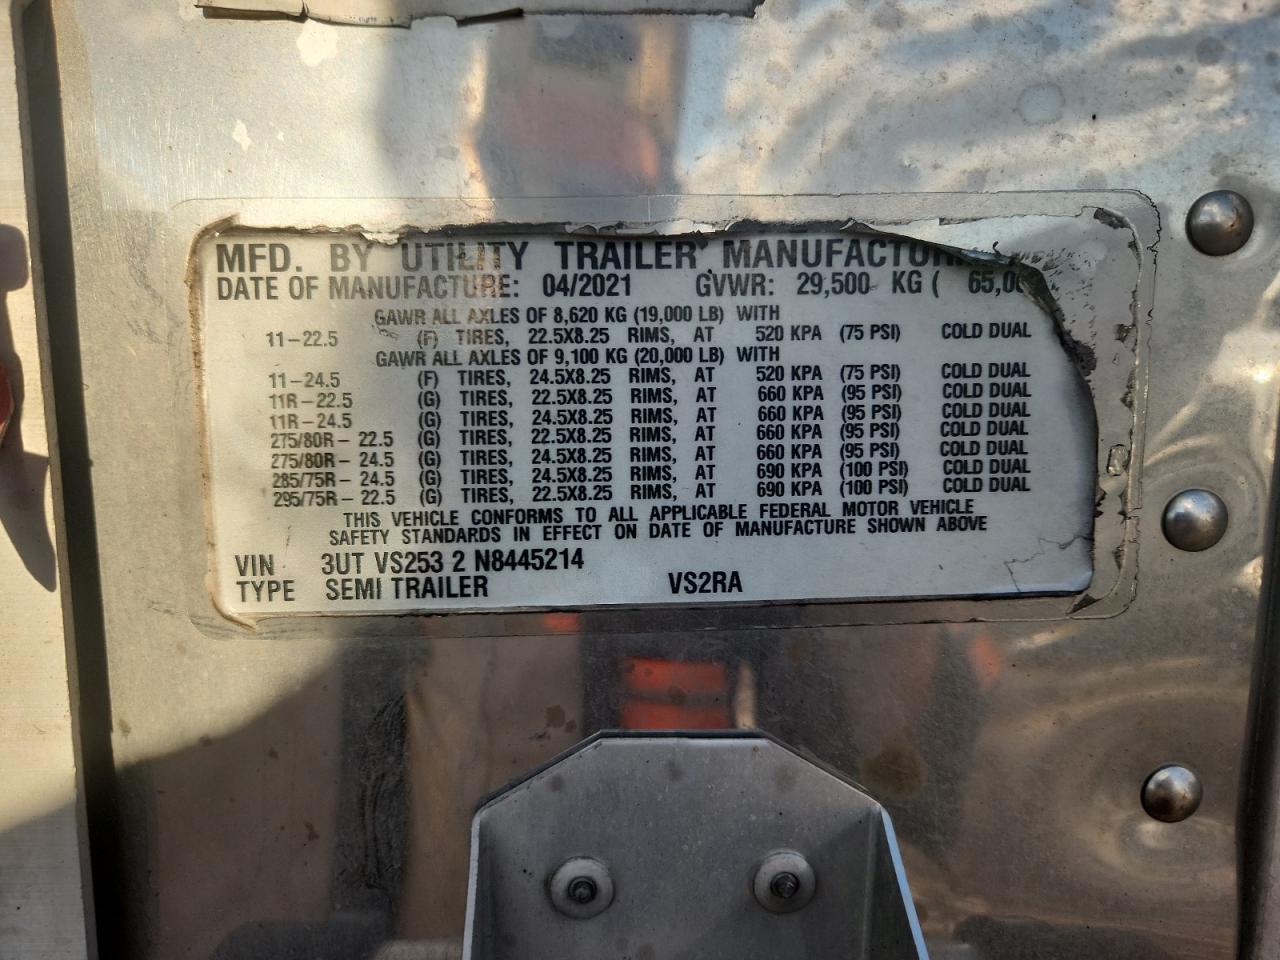 MFD. BY UTILITY TRAILER MANUFACTUR
DATE OF MANUFACTURE: 04/2021 GVWR: 29,500 KG ( 65,0
GAWR ALL AXLES OF 8,620 KG (19,000 LB) WITH
11-22.5 (F) TIRES, 22.5X8.25 RIMS, AT 520 KPA (75 PSI) COLD DUAL
GAWR ALL AXLES OF 9,100 KG (20,000 LB) WITH
11-24.5 (F) TIRES, 24.5X8.25 RIMS, AT 520 KPA (75 PSI) COLD DUAL
11R-22.5 (G) TIRES, 22.5X8.25 RIMS, AT 660 KPA (95 PSI) COLD DUAL
11R-24.5 (G) TIRES, 24.5X8.25 RIMS, AT 660 KPA (95 PSI) COLD DUAL
275/80R-22.5 (G) TIRES, 22.5X8.25 RIMS, AT 660 KPA (95 PSI) COLD DUAL
275/80R-24.5 (G) TIRES, 24.5X8.25 RIMS, AT 660 KPA (95 PSI) COLD DUAL
285/75R-24.5 (G) TIRES, 24.5X8.25 RIMS, AT 690 KPA (100 PSI) COLD DUAL
295/75R-22.5 (G) TIRES, 22.5X8.25 RIMS, AT 690 KPA (100 PSI) COLD DUAL
THIS VEHICLE CONFORMS TO ALL APPLICABLE FEDERAL MOTOR VEHICLE
SAFETY STANDARDS IN EFFECT ON DATE OF MANUFACTURE SHOWN ABOVE
VIN 3UT VS253 2 N8445214
TYPE SEMI TRAILER VS2RA